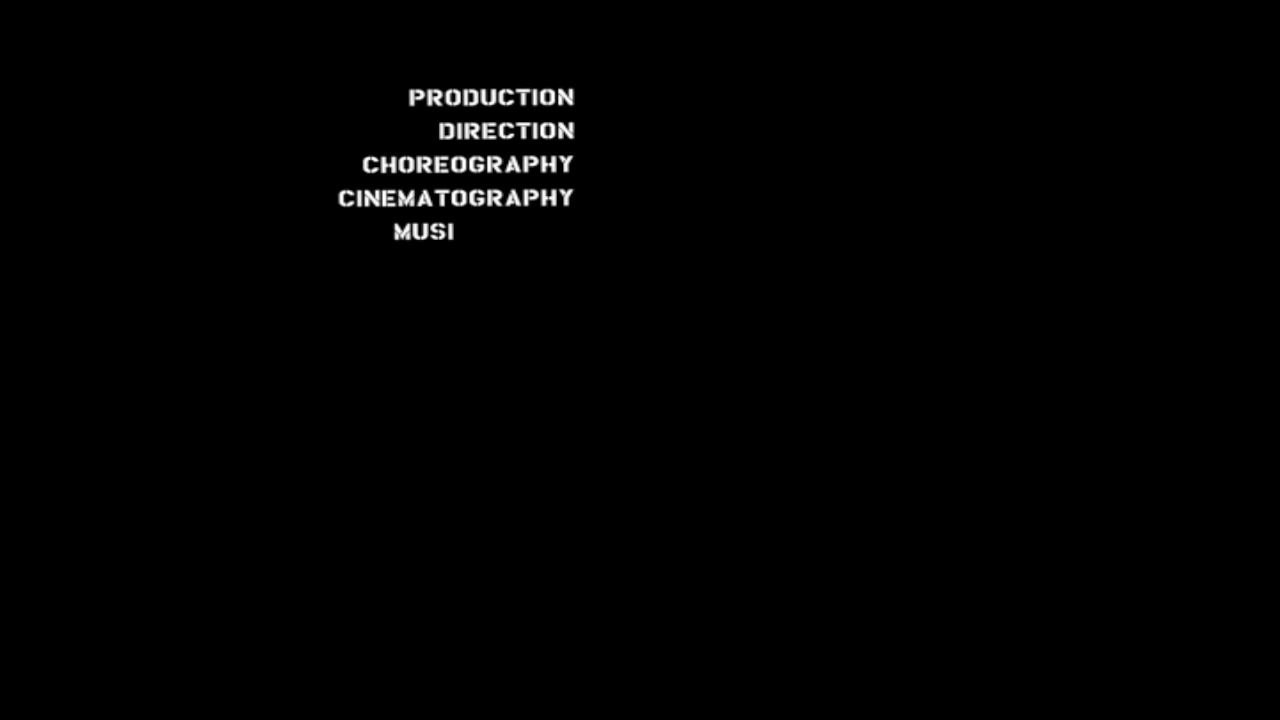 PRODUCTION
DIRECTION
CHOREOGRAPHY
CINEMATOGRAPHY
MUSI